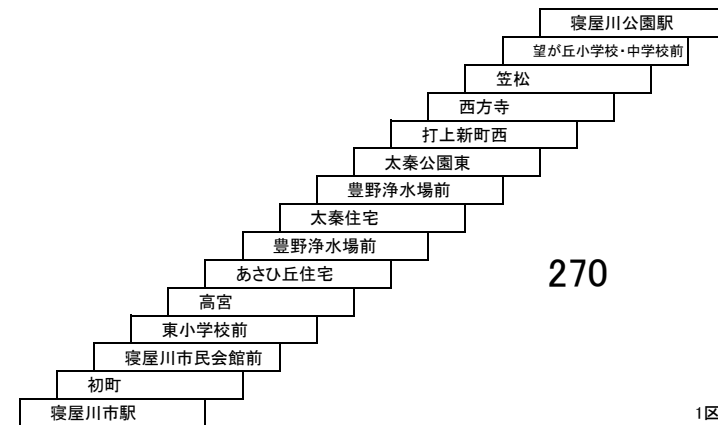 寝屋川公園駅
望が丘小学校・中学校前
笠松
西方寺
打上新町西
太秦公園東
豊野浄水場前
太秦住宅
豊野浄水場前
あさひ丘住宅
270
高宮
東小学校前
寝屋川市民会館前
初町
寝屋川市駅
1区